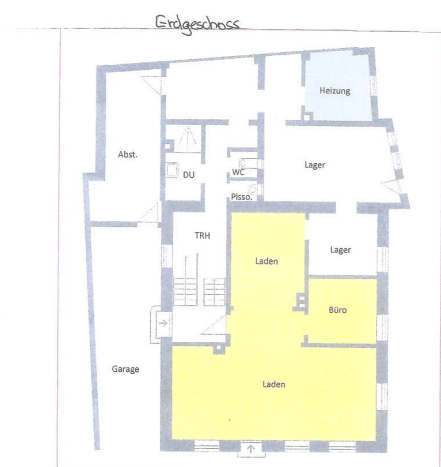 Erdgeschoss
Heizung
Abst.
Lager
DU
WC
Pisso.
TRH
Laden
Lager
Büro
Garage
Laden